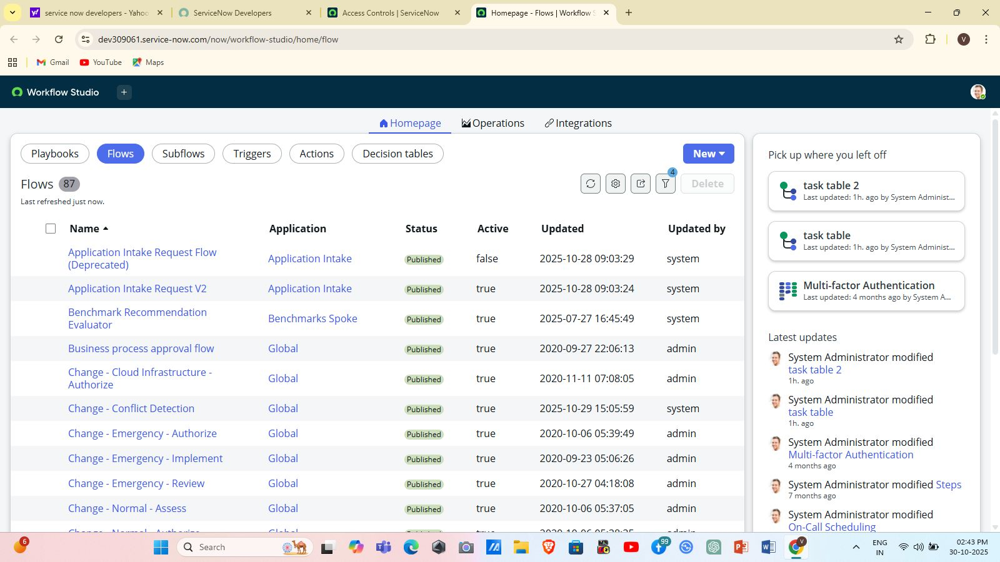 service now developers - Yahoo
ServiceNow Developers
Access Controls | ServiceNow
Homepage - Flows | Workflow S
dev309061.service-now.com/now/workflow-studio/home/flow
V
Gmail
YouTube
Maps
Workflow Studio
Homepage
Operations
Integrations
Playbooks
Flows
Subflows
Triggers
Actions
Decision tables
New
Flows 87
4
Delete
Last refreshed just now.
Name Application Status Active Updated Updated by
Application Intake Request Flow
(Deprecated)
Application Intake Published false 2025-10-28 09:03:29 system
Application Intake Request V2 Application Intake Published true 2025-10-28 09:03:24 system
Benchmark Recommendation
Evaluator
Benchmarks Spoke Published true 2025-07-27 16:45:49 system
Business process approval flow Global Published true 2020-09-27 22:06:13 admin
Change - Cloud Infrastructure -
Authorize
Global Published true 2020-11-11 07:08:05 admin
Change - Conflict Detection Global Published true 2025-10-29 15:05:59 system
Change - Emergency - Authorize Global Published true 2020-10-06 05:39:49 admin
Change - Emergency - Implement Global Published true 2020-09-23 05:06:26 admin
Change - Emergency - Review Global Published true 2020-10-27 04:18:08 admin
Change - Normal - Assess Global Published true 2020-10-06 05:37:05 admin
Pick up where you left off
task table 2
Last updated: 1h. ago by System Administ...
task table
Last updated: 1h. ago by System Administ...
Multi-factor Authentication
Last updated: 4 months ago by System A...
Latest updates
System Administrator modified
task table 2
1h. ago
System Administrator modified
task table
1h. ago
System Administrator modified
Multi-factor Authentication
4 months ago
System Administrator modified Steps
7 months ago
System Administrator modified
On-Call Scheduling
6
Search
99
V
ENG
IN
02:43 PM
30-10-2025